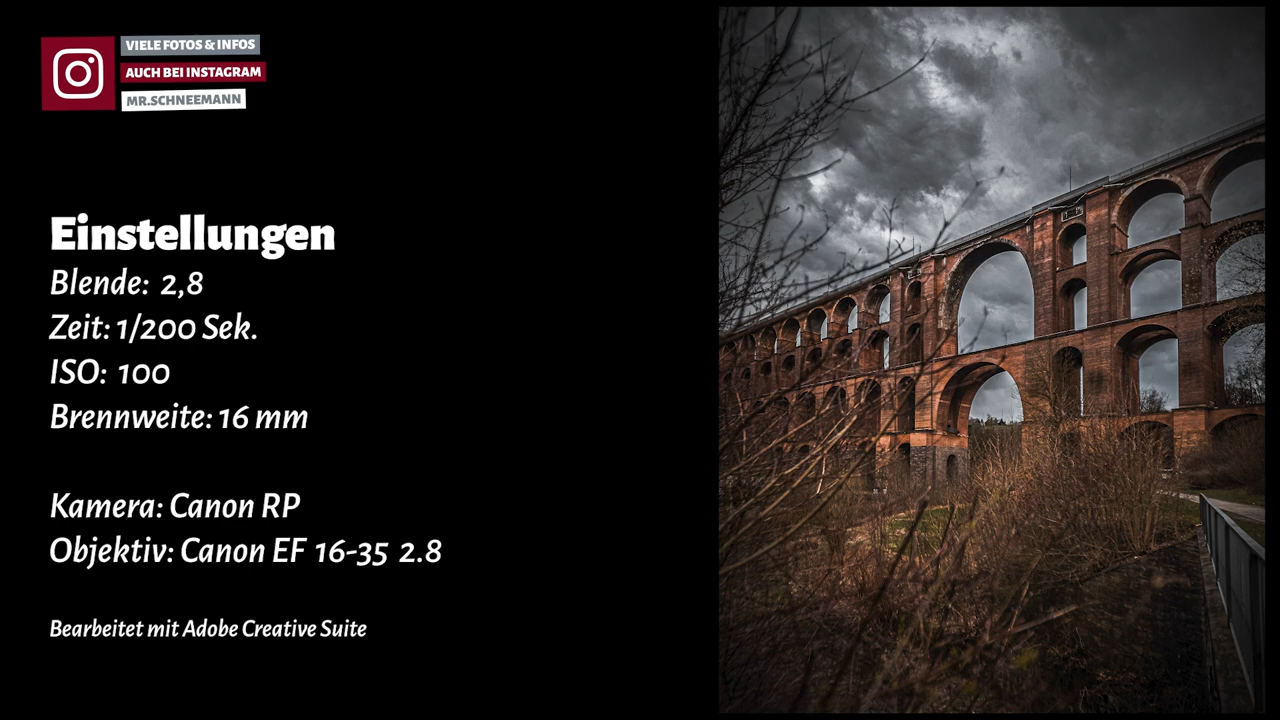 VIELE FOTOS & INFOS
AUCH BEI INSTAGRAM
MR.SCHNEEMANN
Einstellungen
Blende: 2,8
Zeit: 1/200 Sek.
ISO: 100
Brennweite: 16 mm
Kamera: Canon RP
Objektiv: Canon EF 16-35 2.8
Bearbeitet mit Adobe Creative Suite